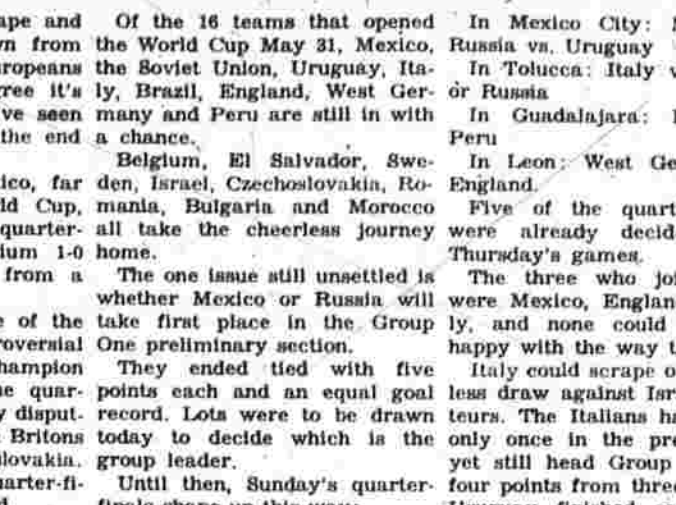 ape and
n from
ropeans
ree it's
ve seen
the end
ico, far
ld Cup,
quarter-
ium 1-0
from a
e of the
roversial
hampion
e quar-
y disput-
Britons
lovakia.
arter-fi-
Of the 16 teams that opened
the World Cup May 31, Mexico,
the Soviet Union, Uruguay, Ita-
ly, Brazil, England, West Ger-
many and Peru are still in with
a chance.
Belgium, El Salvador, Swe-
den, Israel, Czechoslovakia, Ro-
mania, Bulgaria and Morocco
all take the cheerless journey
home.
The one issue still unsettled is
whether Mexico or Russia will
take first place in the Group
One preliminary section.
They ended tied with five
points each and an equal goal
record. Lots were to be drawn
today to decide which is the
group leader.
Until then, Sunday's quarter-
In Mexico City:
Russia vs. Uruguay
In Tolucca: Italy v
or Russia
In Guadalajara:
Peru
In Leon: West Ge
England.
Five of the quart
were already decid
Thursday's games.
The three who joi
were Mexico, Englan
ly, and none could
happy with the way t
Italy could scrape o
less draw against Isr
teurs. The Italians ha
only once in the pre
yet still head Group
four points from three